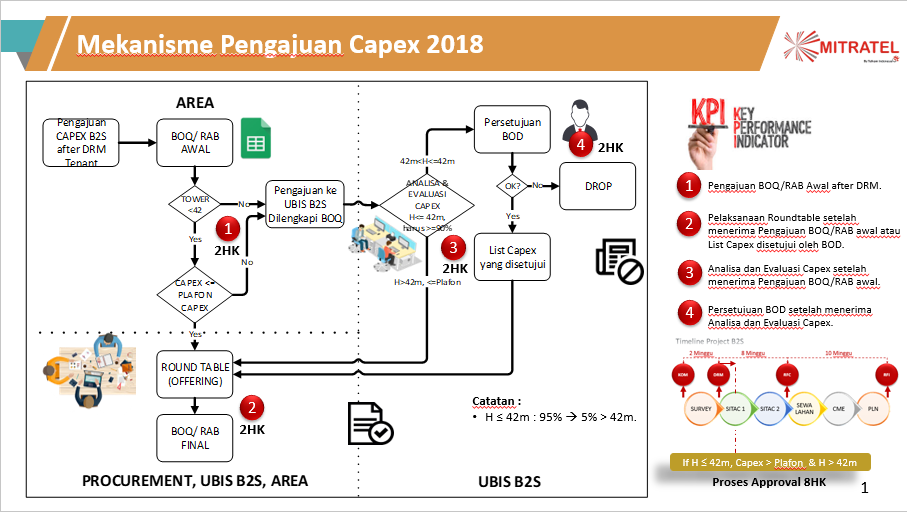 Mekanisme Pengajuan Capex 2018
MITRATEL
AREA
Pengajuan
CAPEX B2S
after DRM
Tenant
BOQ/ RAB
AWAL
TOWER
<42
No
Yes
1
2HK
No
CAPEX <=
PLAFON
CAPEX
Yes
Pengajuan ke
UBIS B2S
Dilengkapi BOQ
42m<H<=42m
ANALISA &
EVALUASI
CAPEX
H<= 42m,
harus >=90%
3
2HK
H>42m, <=Plafon
Persetujuan
BOD
4
2HK
OK?
No
DROP
Yes
List Capex
yang disetujui
ROUND TABLE
(OFFERING)
2
2HK
BOQ/ RAB
FINAL
Catatan :
• H ≤ 42m : 95% → 5% > 42m.
PROCUREMENT, UBIS B2S, AREA
UBIS B2S
KPI KEY
PERFORMANCE
INDICATOR
1 Pengajuan BOQ/RAB Awal after DRM.
2 Pelaksanaan Roundtable setelah
menerima Pengajuan BOQ/RAB awal atau
List Capex disetujui oleh BOD.
3 Analisa dan Evaluasi Capex setelah
menerima Pengajuan BOQ/RAB awal.
4 Persetujuan BOD setelah menerima
Analisa dan Evaluasi Capex.
Timeline Project B2S
2 Minggu 8 Minggu 10 Minggu
KOM DRM RFC RFI
SURVEY SITAC 1 SITAC 2 SEWA LAHAN CME PLN
If H ≤ 42m, Capex > Plafon & H > 42m
Proses Approval 8HK
1